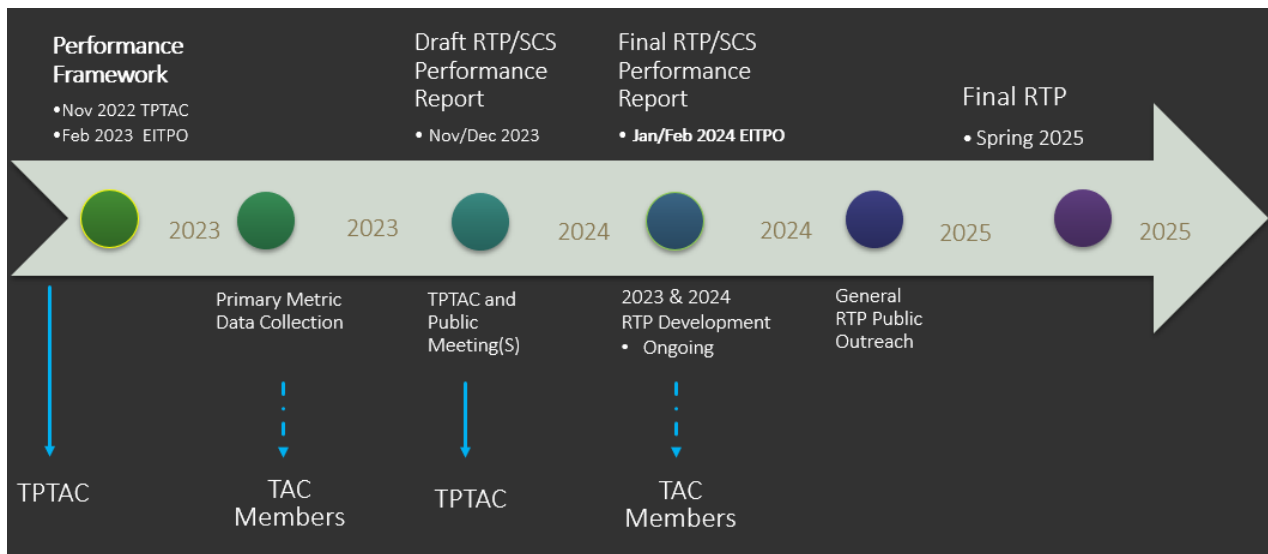 Performance
Framework
•Nov 2022 TPTAC
•Feb 2023 EITPO
Draft RTP/SCS
Performance
Report
• Nov/Dec 2023
Final RTP/SCS
Performance
Report
• Jan/Feb 2024 EITPO
Final RTP
• Spring 2025
2023
2023
2024
2024
2025
2025
Primary Metric
Data Collection
TPTAC and
Public
Meeting(S)
2023 & 2024
RTP Development
• Ongoing
General
RTP Public
Outreach
TPTAC
TAC
Members
TPTAC
TAC
Members